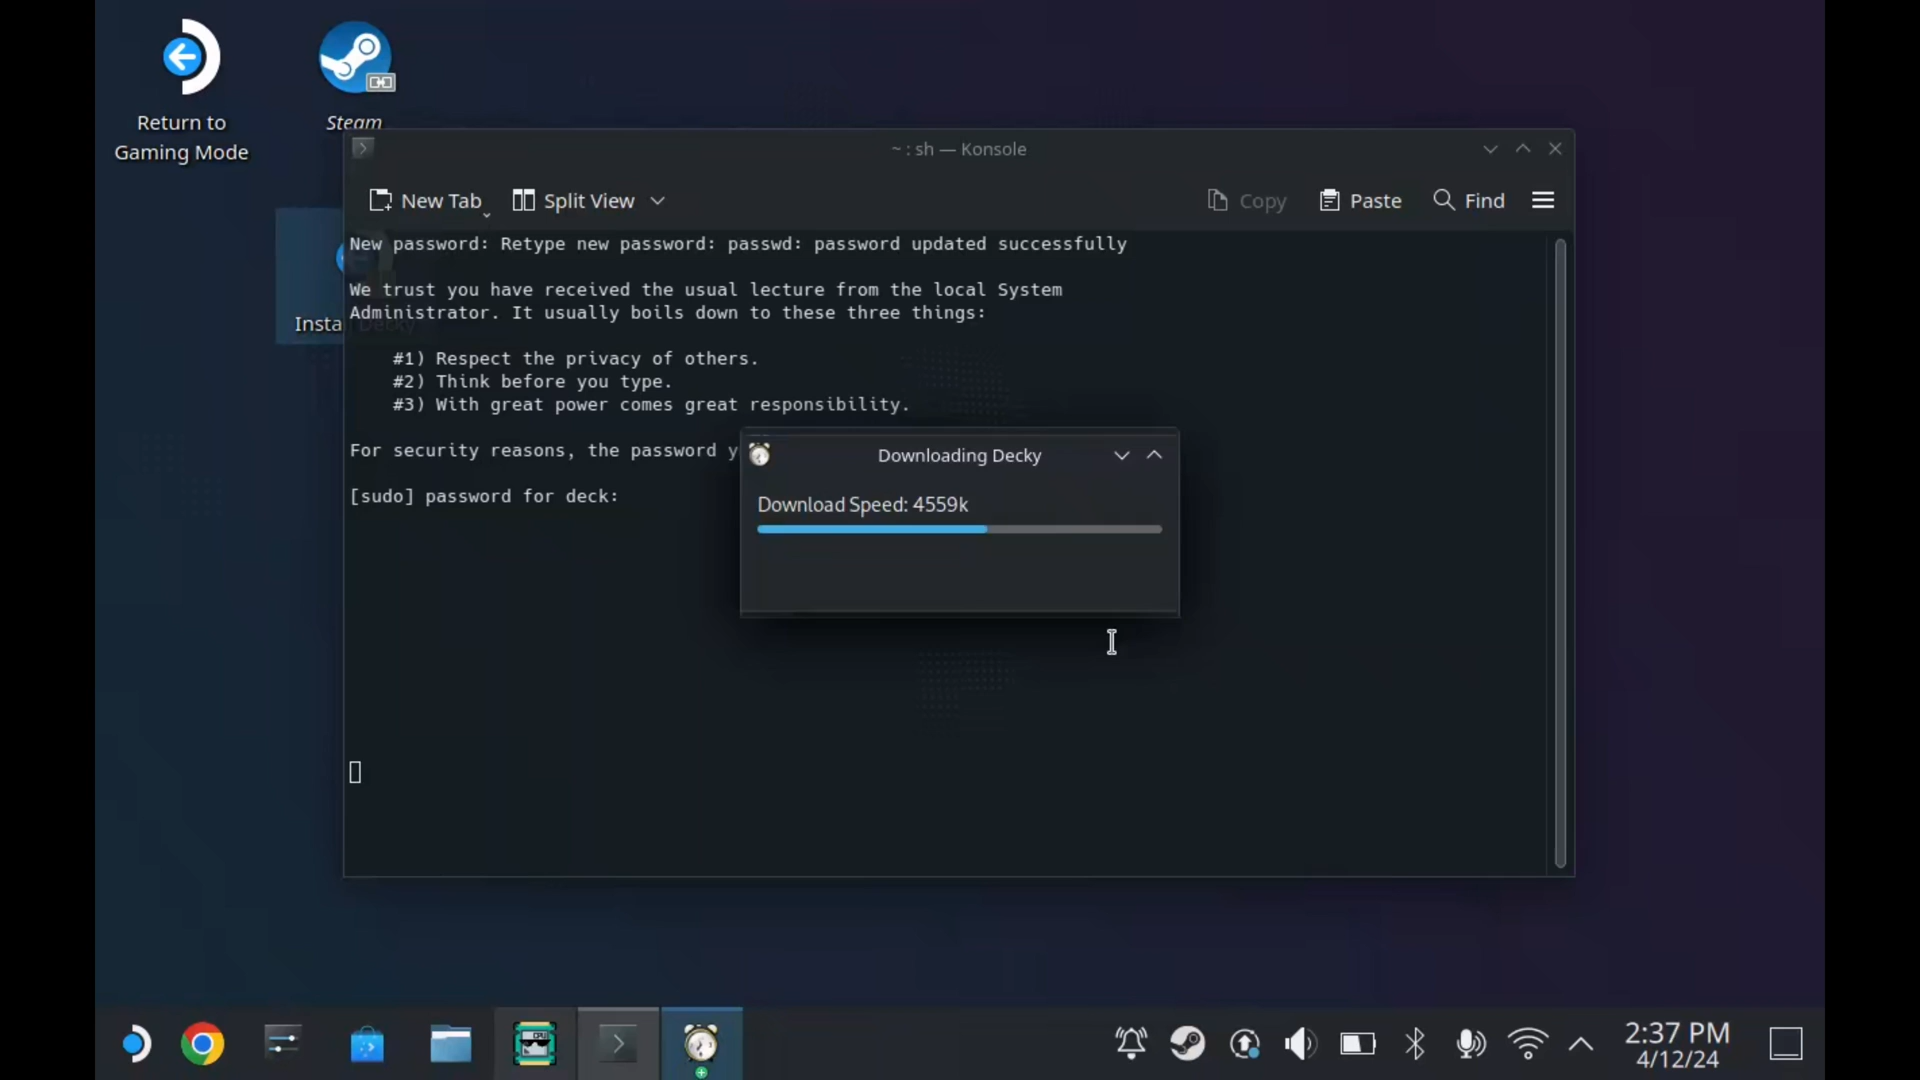 Return to
Gaming Mode
Steam
~ : sh — Konsole
New Tab
Split View
Copy
Paste
Find
New password: Retype new password: passwd: password updated successfully
We trust you have received the usual lecture from the local System
Administrator. It usually boils down to these three things:
#1) Respect the privacy of others.
#2) Think before you type.
#3) With great power comes great responsibility.
For security reasons, the password y
[sudo] password for deck:
Insta Decky
Downloading Decky
Download Speed: 4559k
CPU
2:37 PM
4/12/24